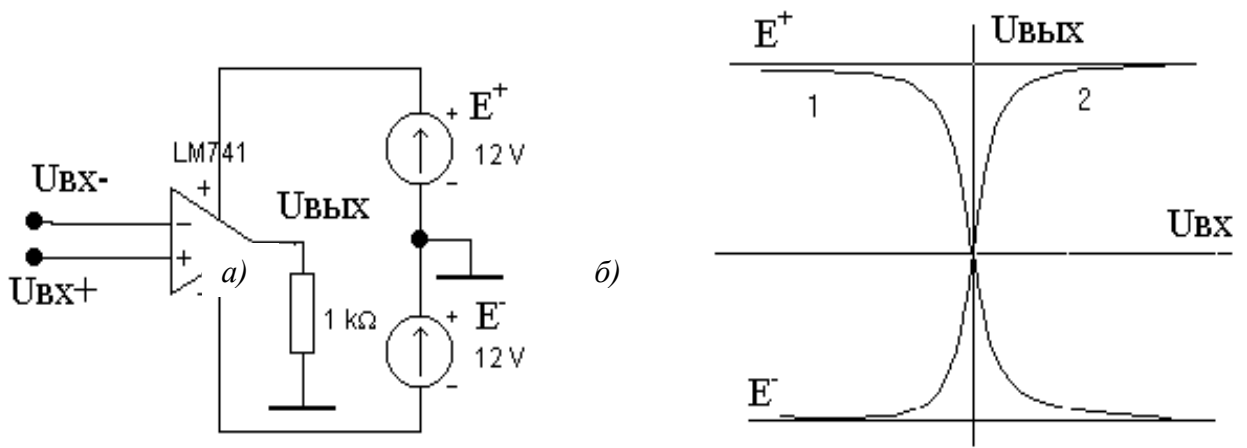 LM741
+
Uвх-
−
+
Uвх+
-
Uвых
а)
1 kΩ
+
E⁺
12 V
−
+
E⁻
12 V
−
б)
E⁺
Uвых
1
2
Uвх
E⁻